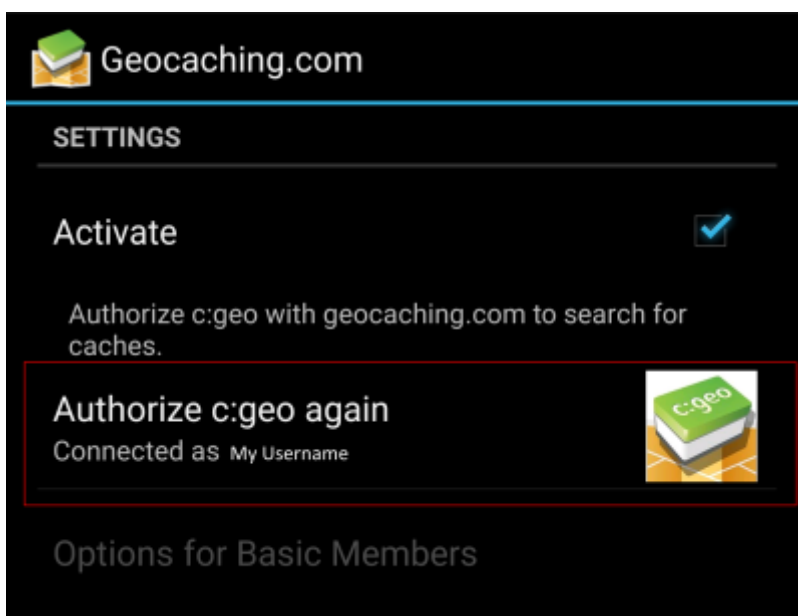 Geocaching.com
SETTINGS
Activate
Authorize c:geo with geocaching.com to search for
caches.
Authorize c:geo again
c:geo
Connected as My Username
Options for Basic Members